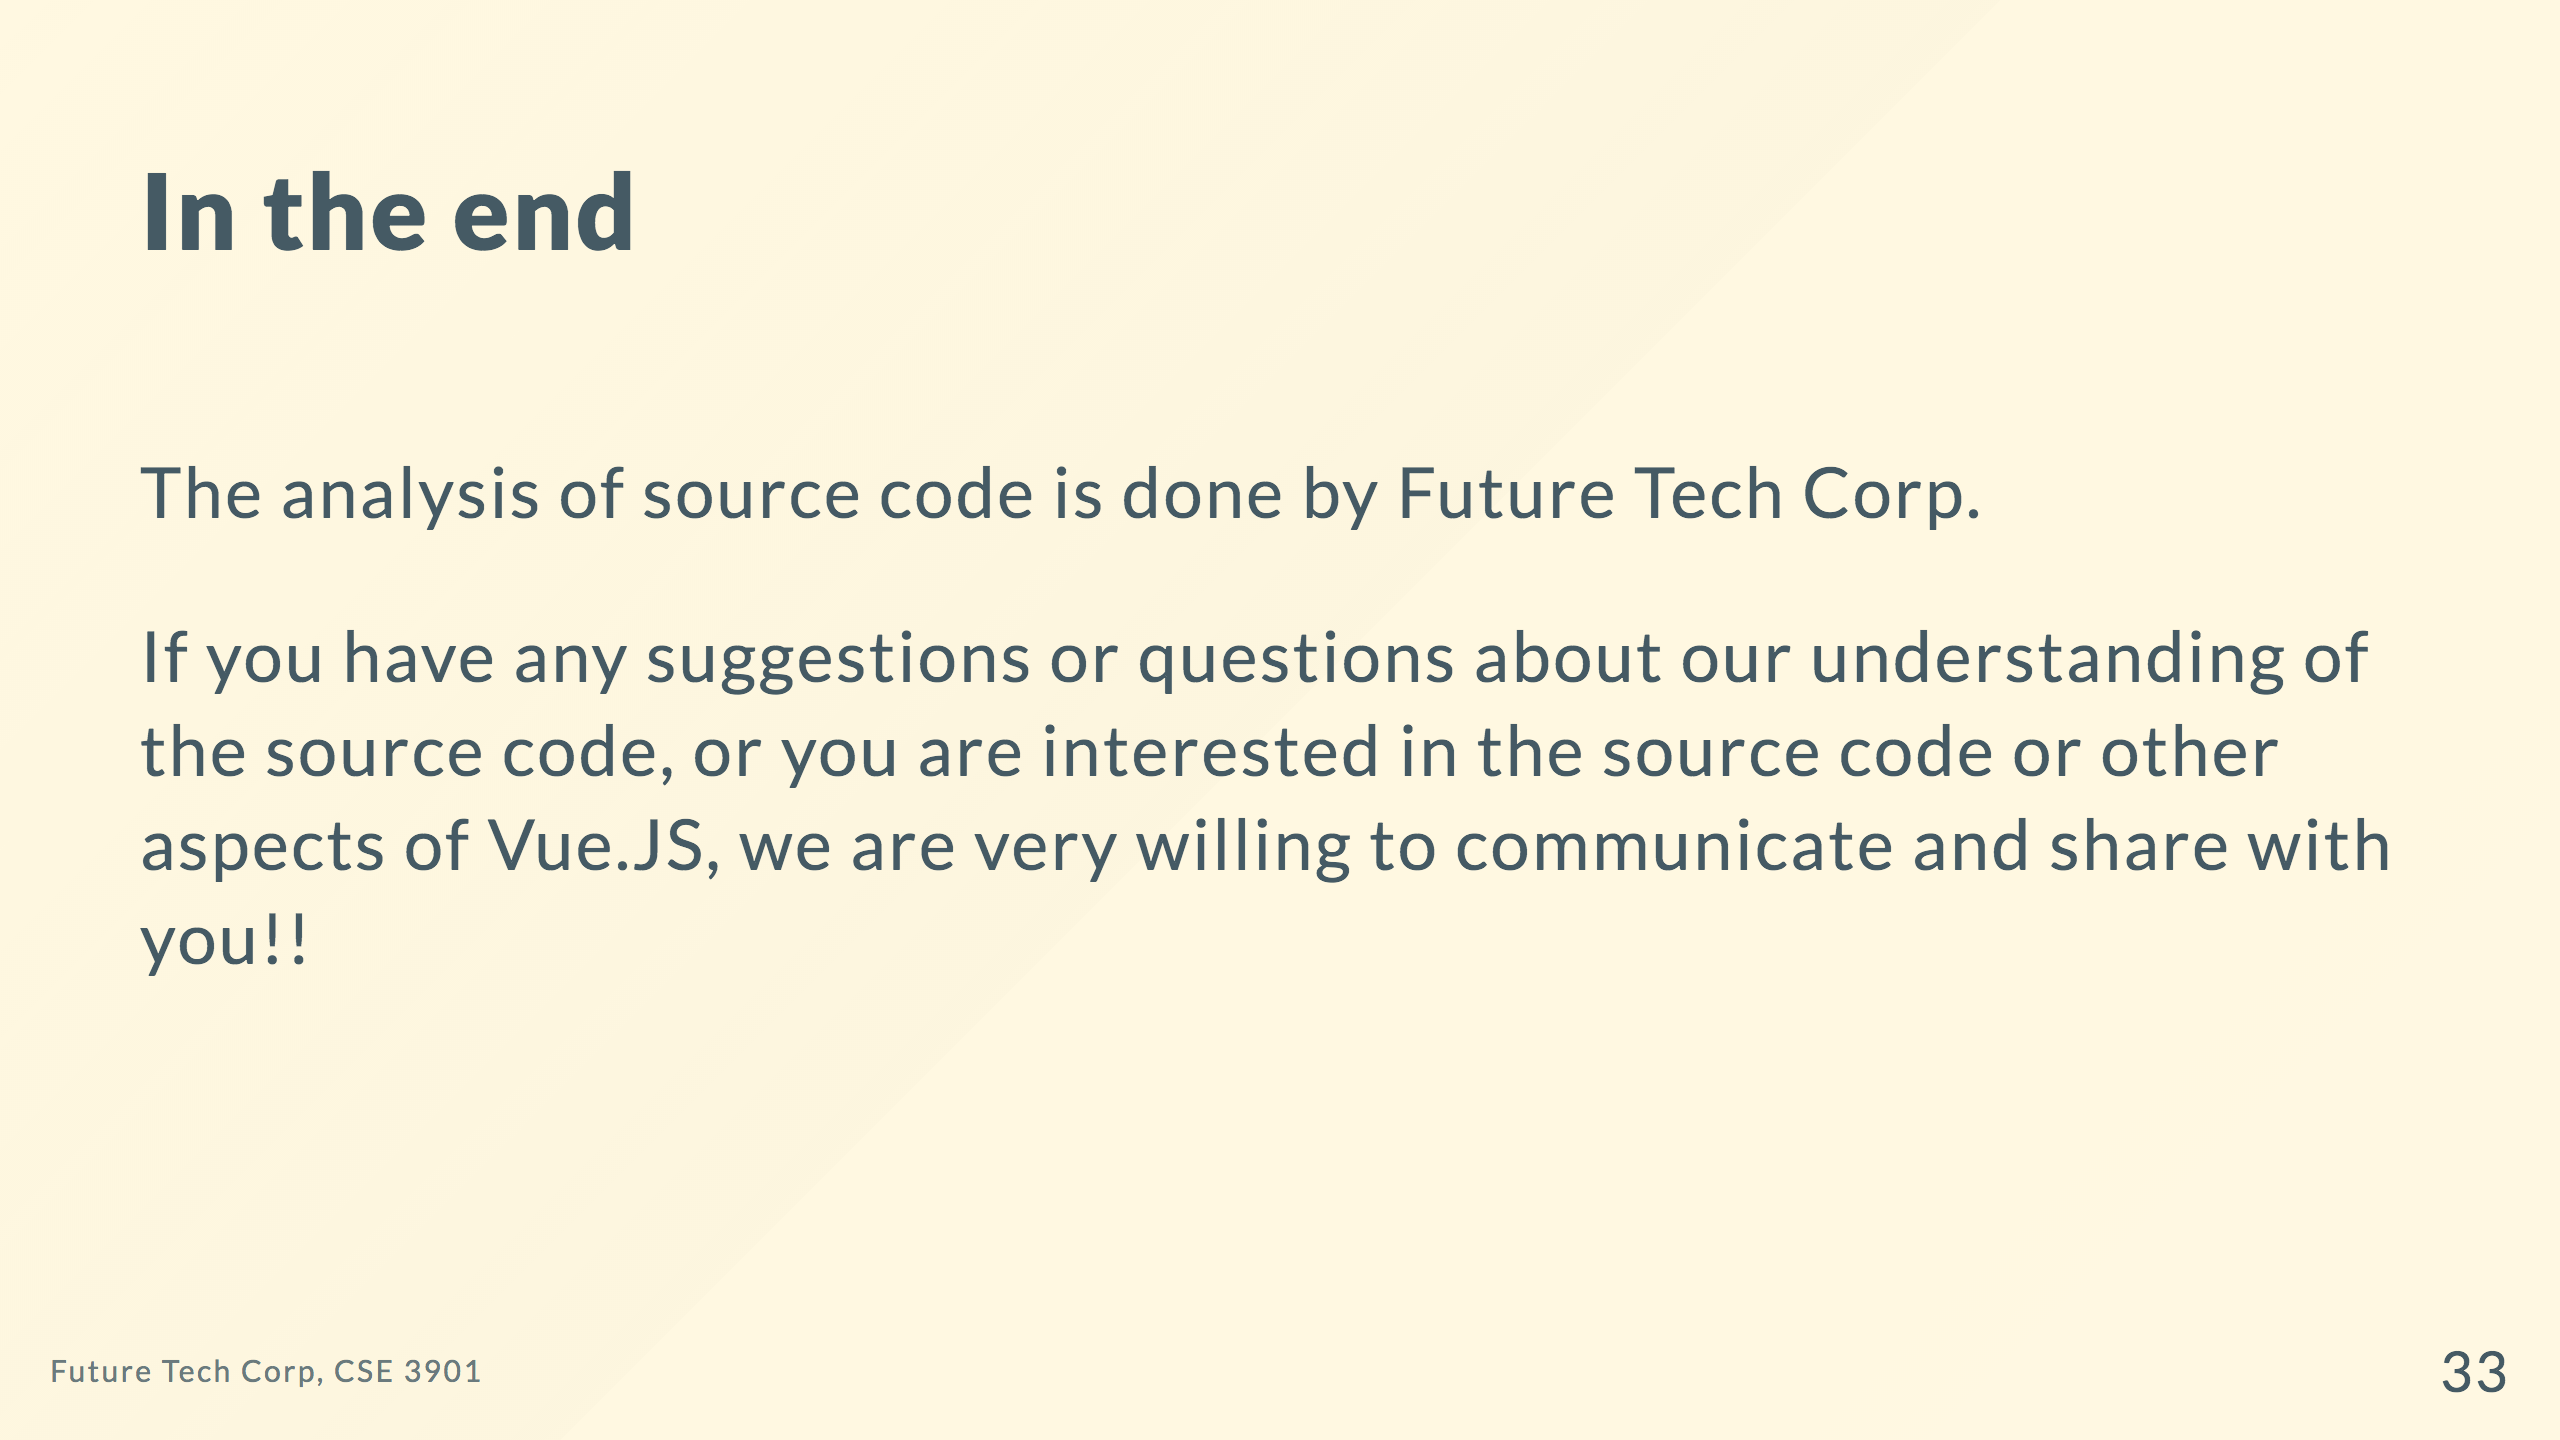 In the end
The analysis of source code is done by Future Tech Corp.
If you have any suggestions or questions about our understanding of
the source code, or you are interested in the source code or other
aspects of Vue.JS, we are very willing to communicate and share with
you!!
Future Tech Corp, CSE 3901
33